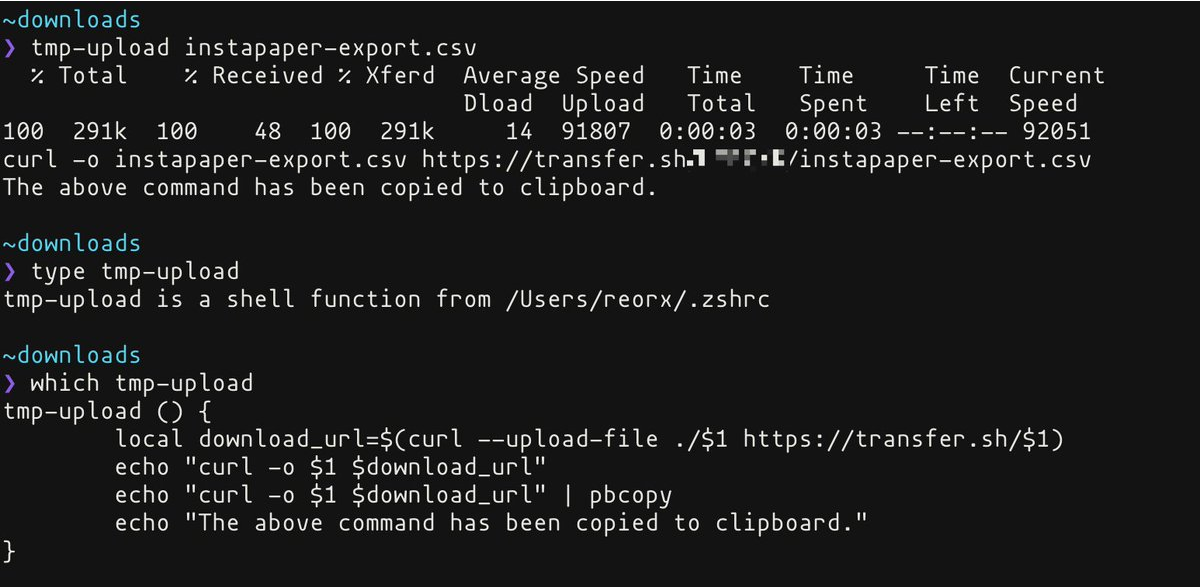 ~downloads
❯ tmp-upload instapaper-export.csv
  % Total    % Received % Xferd  Average Speed   Time    Time     Time  Current
                                 Dload  Upload   Total   Spent    Left  Speed
100  291k  100    48  100  291k     14  91807  0:00:03  0:00:03 --:--:-- 92051
curl -o instapaper-export.csv https://transfer.sh/instapaper-export.csv
The above command has been copied to clipboard.
~downloads
❯ type tmp-upload
tmp-upload is a shell function from /Users/reorx/.zshrc
~downloads
❯ which tmp-upload
tmp-upload () {
        local download_url=$(curl --upload-file ./$1 https://transfer.sh/$1)
        echo "curl -o $1 $download_url"
        echo "curl -o $1 $download_url" | pbcopy
        echo "The above command has been copied to clipboard."
}